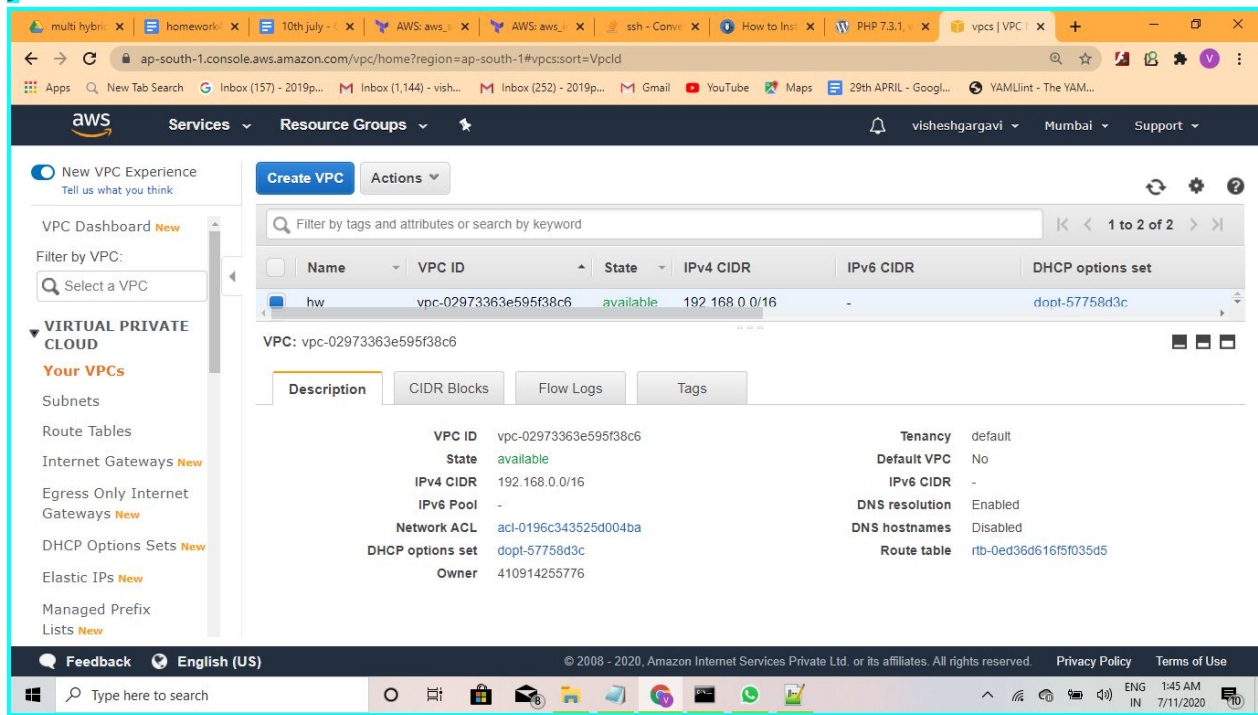 multi hybri
homework
10th july - C
AWS: aws_s
AWS: aws_i
ssh - Conve
How to Inst
PHP 7.3.1, v
vpcs | VPC
ap-south-1.console.aws.amazon.com/vpc/home?region=ap-south-1#vpcs:sort=VpcId
V
Apps
New Tab Search
Inbox (157) - 2019p...
Inbox (1,144) - vish...
Inbox (252) - 2019p...
Gmail
YouTube
Maps
29th APRIL - Googl...
YAMLlint - The YAM...
aws
Services
Resource Groups
visheshgargavi
Mumbai
Support
New VPC Experience
Tell us what you think
Create VPC
Actions
VPC Dashboard New
Filter by VPC:
Select a VPC
VIRTUAL PRIVATE
CLOUD
Your VPCs
Subnets
Route Tables
Internet Gateways New
Egress Only Internet
Gateways New
DHCP Options Sets New
Elastic IPs New
Managed Prefix
Lists New
Filter by tags and attributes or search by keyword
1 to 2 of 2
Name
VPC ID
State
IPv4 CIDR
IPv6 CIDR
DHCP options set
hw
vpc-02973363e595f38c6
available
192.168.0.0/16
-
dopt-57758d3c
VPC: vpc-02973363e595f38c6
Description
CIDR Blocks
Flow Logs
Tags
VPC ID vpc-02973363e595f38c6
State available
IPv4 CIDR 192.168.0.0/16
IPv6 Pool -
Network ACL acl-0196c343525d004ba
DHCP options set dopt-57758d3c
Owner 410914255776
Tenancy default
Default VPC No
IPv6 CIDR -
DNS resolution Enabled
DNS hostnames Disabled
Route table rtb-0ed36d616f5f035d5
Feedback
English (US)
© 2008 - 2020, Amazon Internet Services Private Ltd. or its affiliates. All rights reserved.
Privacy Policy
Terms of Use
Type here to search
8
ENG
IN
1:45 AM
7/11/2020
10